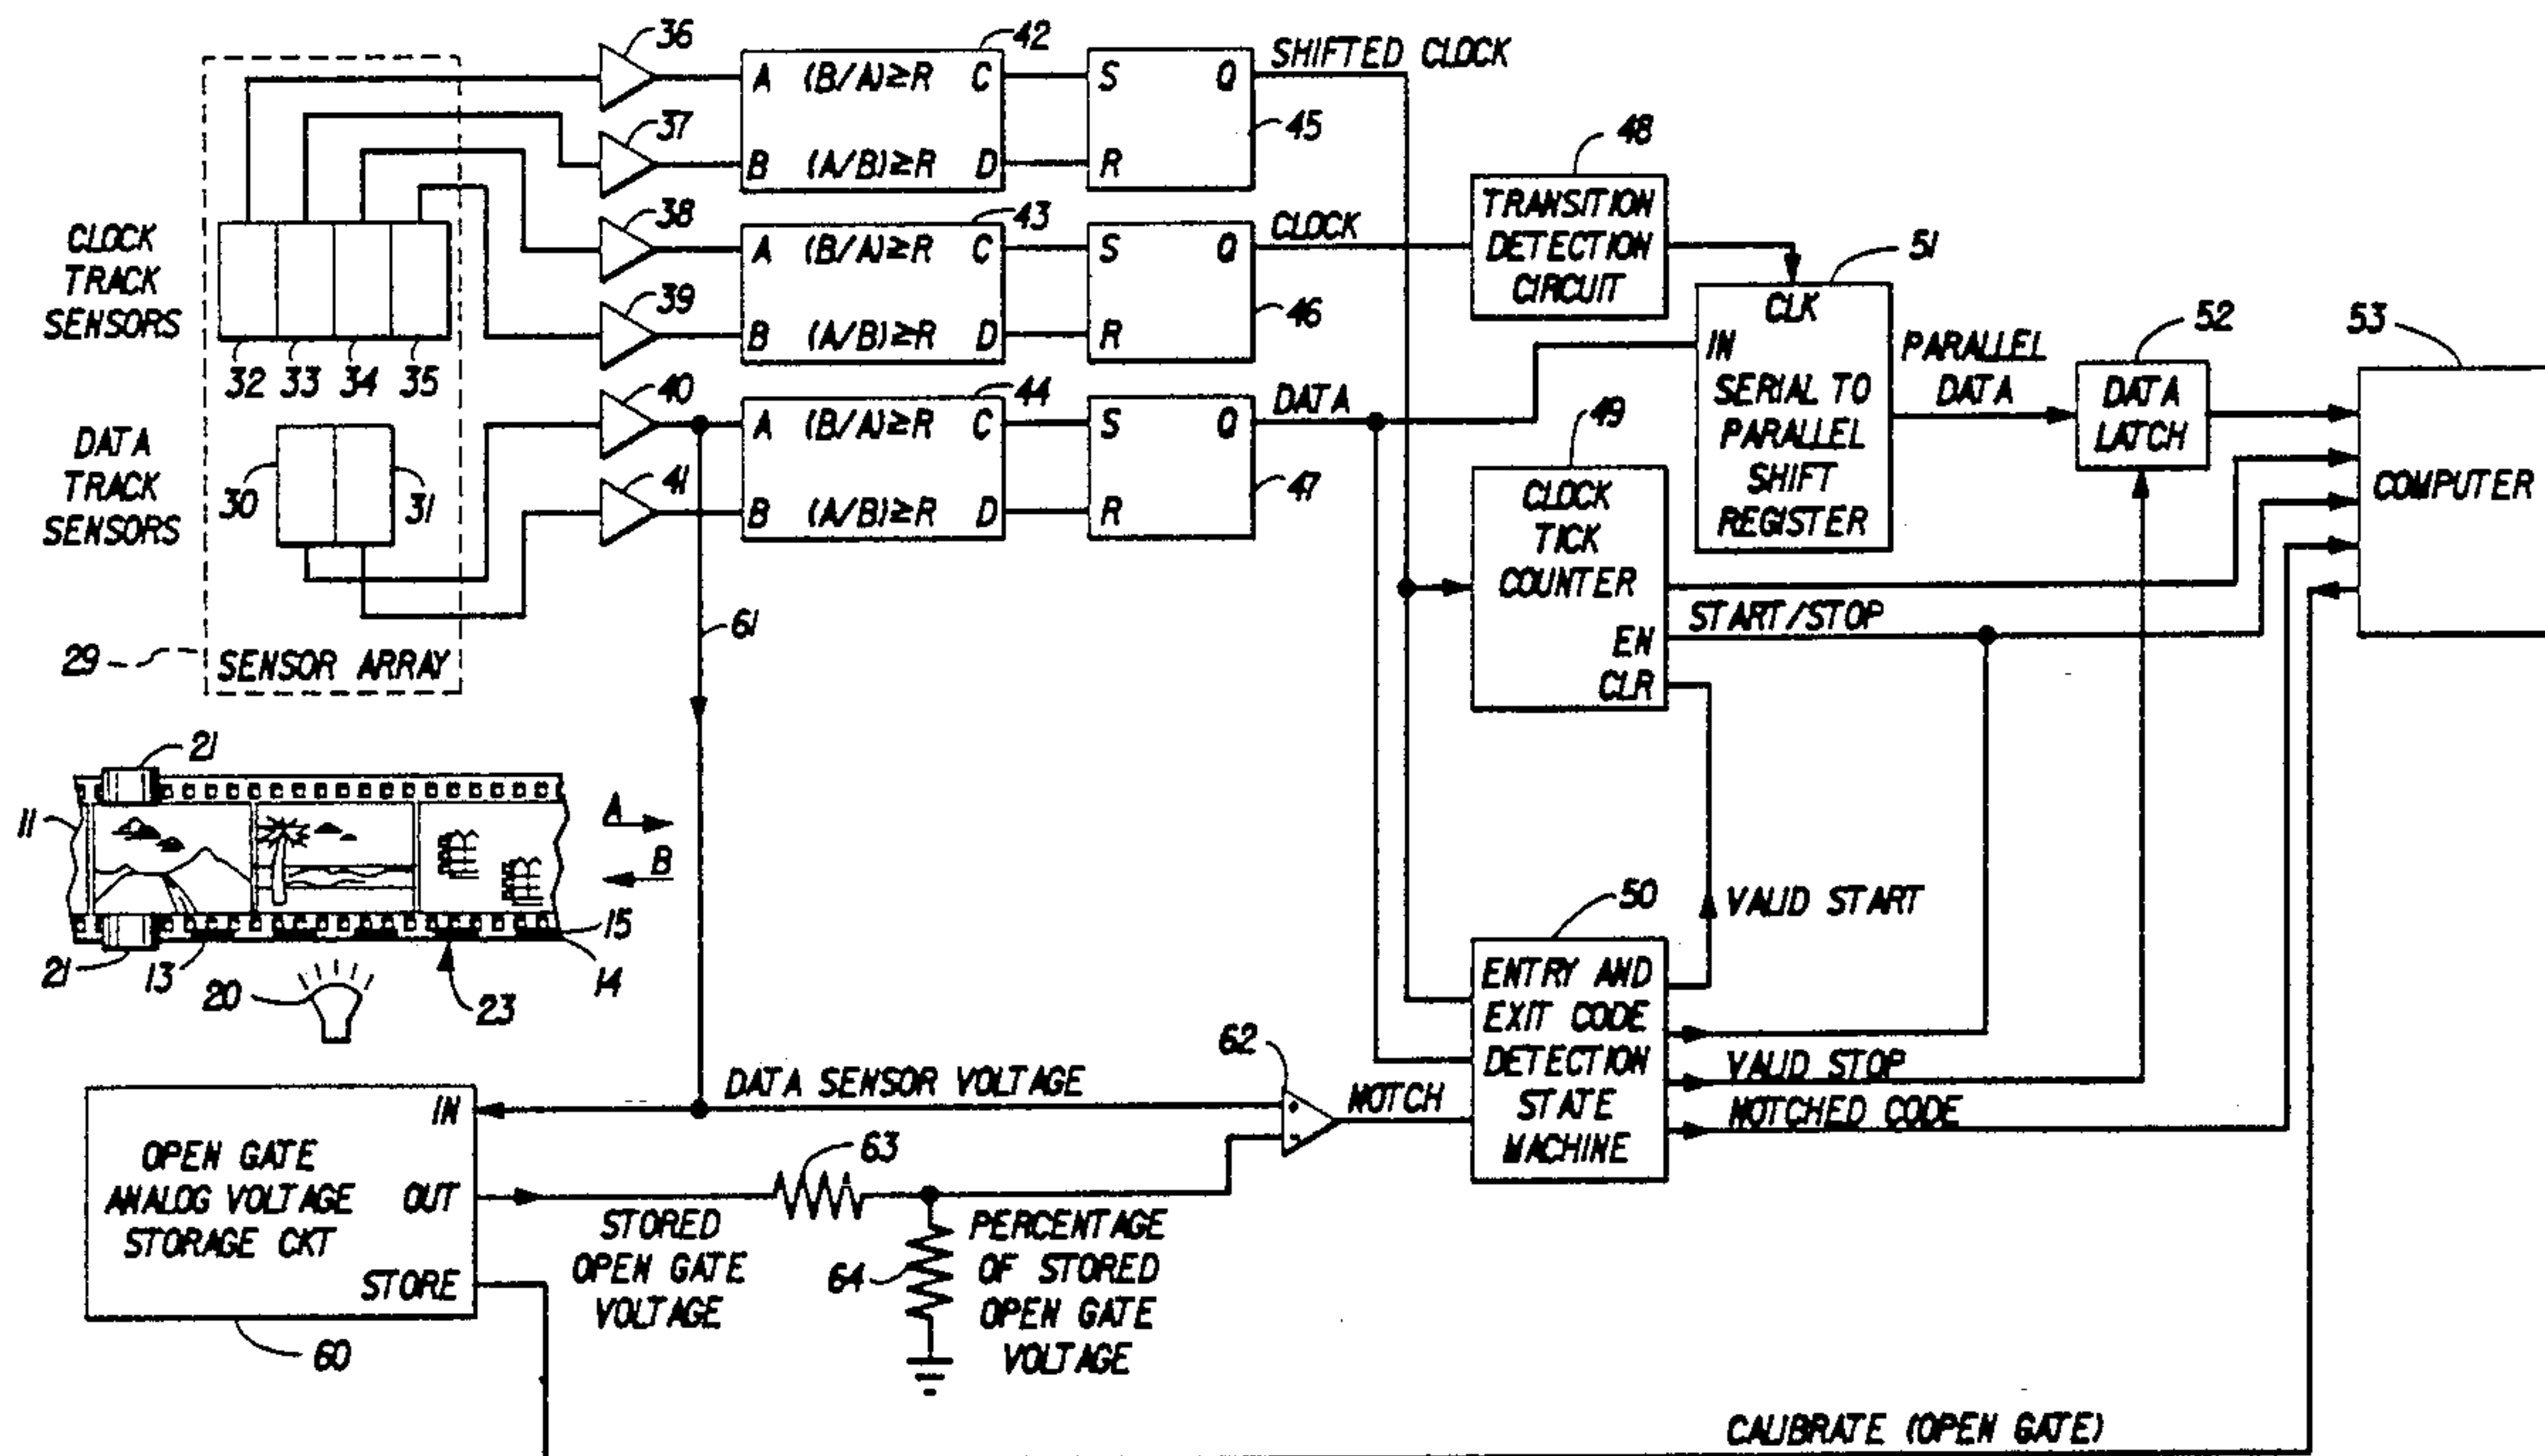 36
42
A (B/A)≥R C
S Q
SHIFTED CLOCK
37
B (A/B)≥R D
R
45
48
38
43
CLOCK
TRACK
SENSORS
A (B/A)≥R C
S Q
CLOCK
TRANSITION
DETECTION
CIRCUIT
51
39
B (A/B)≥R D
R
46
CLK
IN
SERIAL TO
PARALLEL
SHIFT
REGISTER
PARALLEL
DATA
52
53
32 33 34 35
40
44
DATA
TRACK
SENSORS
A (B/A)≥R C
S Q
DATA
49
DATA
LATCH
COMPUTER
30
31
41
B (A/B)≥R D
R
47
CLOCK
TICK
COUNTER
EN
CLR
START/STOP
29
SENSOR ARRAY
61
21
11
A
B
15
50
VALID START
21
13
20
23
14
ENTRY AND
EXIT CODE
DETECTION
STATE
MACHINE
62
DATA SENSOR VOLTAGE
+
-
NOTCH
VALID STOP
NOTCHED CODE
IN
OPEN GATE
ANALOG VOLTAGE
STORAGE CKT
OUT
STORE
63
STORED
OPEN GATE
VOLTAGE
64
PERCENTAGE
OF STORED
OPEN GATE
VOLTAGE
60
CALIBRATE (OPEN GATE)